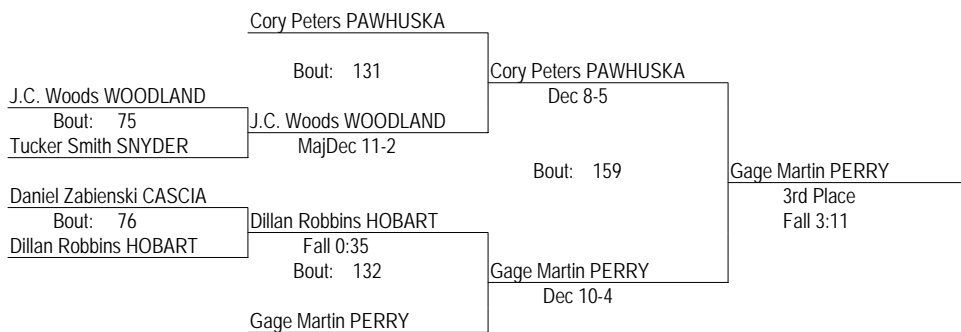 Cory Peters PAWHUSKA
Bout: 131
Cory Peters PAWHUSKA
Dec 8-5
J.C. Woods WOODLAND
Bout: 75
J.C. Woods WOODLAND
MajDec 11-2
Tucker Smith SNYDER
Bout: 159
Gage Martin PERRY
3rd Place
Fall 3:11
Daniel Zabienski CASCIA
Bout: 76
Dillan Robbins HOBART
Dillan Robbins HOBART
Fall 0:35
Bout: 132
Gage Martin PERRY
Dec 10-4
Gage Martin PERRY